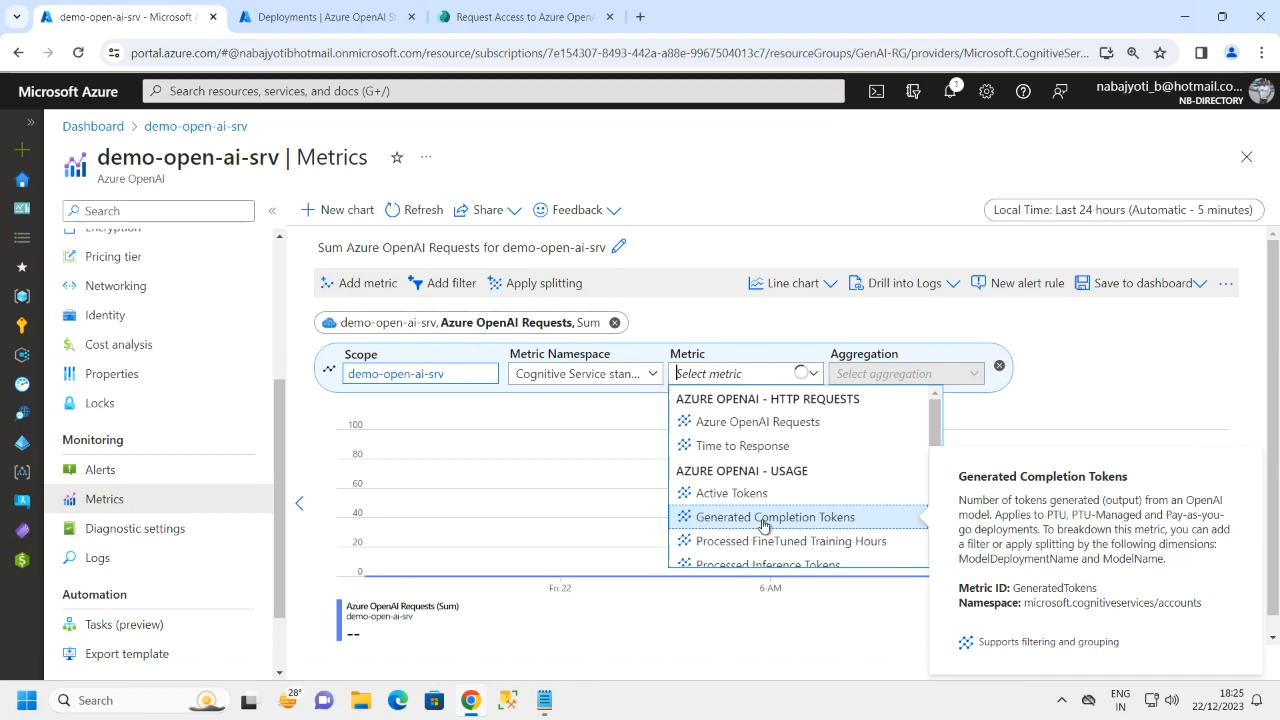 demo-open-ai-srv - Microsoft A
Deployments | Azure OpenAI St
Request Access to Azure Open
portal.azure.com/#@nabajyotibhotmail.onmicrosoft.com/resource/subscriptions/7e154307-8493-442a-a88e-9967504013c7/resourceGroups/GenAI-RG/providers/Microsoft.CognitiveSer...
Microsoft Azure
Search resources, services, and docs (G+/)
1
nabajyoti_b@hotmail.co...
NB-DIRECTORY
Dashboard > demo-open-ai-srv
demo-open-ai-srv | Metrics
Azure OpenAI
Search
New chart
Refresh
Share
Feedback
Local Time: Last 24 hours (Automatic - 5 minutes)
Encryption
Pricing tier
Networking
Identity
Cost analysis
Properties
Locks
Monitoring
Alerts
Metrics
Diagnostic settings
Logs
Automation
Tasks (preview)
Export template
Sum Azure OpenAI Requests for demo-open-ai-srv
Add metric
Add filter
Apply splitting
Line chart
Drill into Logs
New alert rule
Save to dashboard
demo-open-ai-srv, Azure OpenAI Requests, Sum
Scope
Metric Namespace
Metric
Aggregation
demo-open-ai-srv
Cognitive Service stan...
Select metric
Select aggregation
AZURE OPENAI - HTTP REQUESTS
Azure OpenAI Requests
Time to Response
AZURE OPENAI - USAGE
Active Tokens
Generated Completion Tokens
Processed FineTuned Training Hours
Processed Inference Tokens
100
80
60
40
20
0
Fri 22
6 AM
Azure OpenAI Requests (Sum)
demo-open-ai-srv
--
Generated Completion Tokens
Number of tokens generated (output) from an OpenAI
model. Applies to PTU, PTU-Managed and Pay-as-you-
go deployments. To breakdown this metric, you can add
a filter or apply splitting by the following dimensions:
ModelDeploymentName and ModelName.
Metric ID: GeneratedTokens
Namespace: microsoft.cognitiveservices/accounts
Supports filtering and grouping
Search
28°
ENG
IN
18:25
22/12/2023